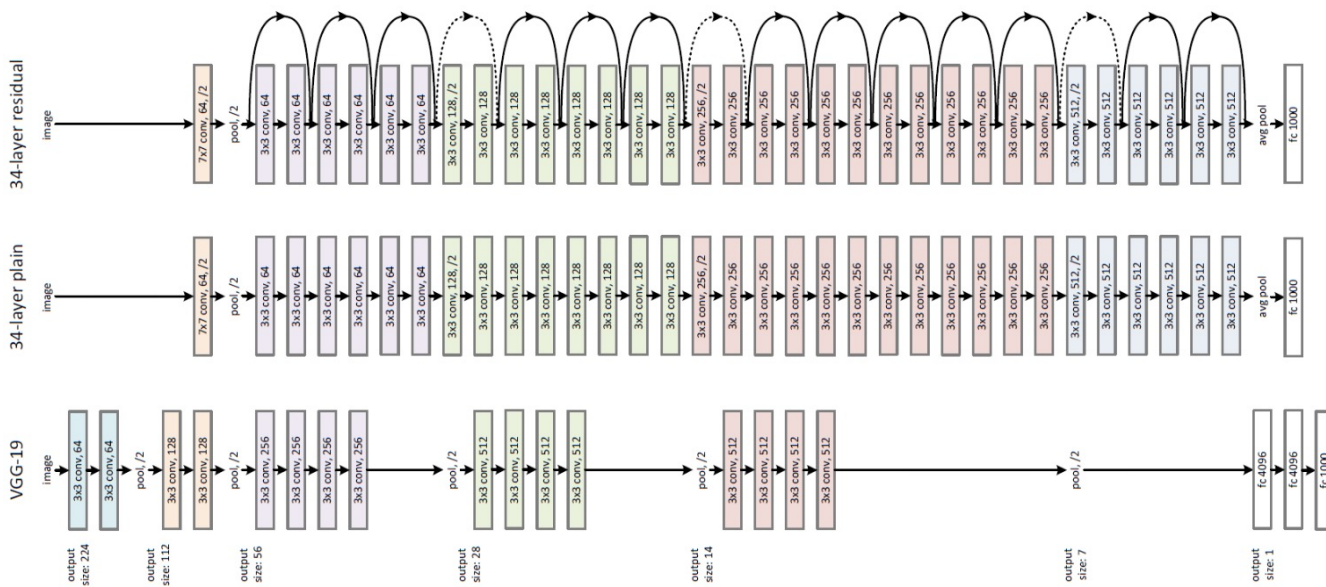 output
size: 224
output
size: 112
output
size: 56
output
size: 28
output
size: 14
output
size: 7
output
size: 1
VGG-19
image
3x3 conv, 64
3x3 conv, 64
pool, /2
3x3 conv, 128
3x3 conv, 128
pool, /2
3x3 conv, 256
3x3 conv, 256
3x3 conv, 256
3x3 conv, 256
pool, /2
3x3 conv, 512
3x3 conv, 512
3x3 conv, 512
3x3 conv, 512
pool, /2
3x3 conv, 512
3x3 conv, 512
3x3 conv, 512
3x3 conv, 512
pool, /2
fc 4096
fc 4096
fc 1000
34-layer plain
image
7x7 conv, 64, /2
pool, /2
3x3 conv, 64
3x3 conv, 64
3x3 conv, 64
3x3 conv, 64
3x3 conv, 64
3x3 conv, 64
3x3 conv, 128, /2
3x3 conv, 128
3x3 conv, 128
3x3 conv, 128
3x3 conv, 128
3x3 conv, 128
3x3 conv, 128
3x3 conv, 128
3x3 conv, 256, /2
3x3 conv, 256
3x3 conv, 256
3x3 conv, 256
3x3 conv, 256
3x3 conv, 256
3x3 conv, 256
3x3 conv, 256
3x3 conv, 256
3x3 conv, 256
3x3 conv, 256
3x3 conv, 256
3x3 conv, 512, /2
3x3 conv, 512
3x3 conv, 512
3x3 conv, 512
3x3 conv, 512
3x3 conv, 512
avg pool
fc 1000
34-layer residual
image
7x7 conv, 64, /2
pool, /2
3x3 conv, 64
3x3 conv, 64
3x3 conv, 64
3x3 conv, 64
3x3 conv, 64
3x3 conv, 64
3x3 conv, 128, /2
3x3 conv, 128
3x3 conv, 128
3x3 conv, 128
3x3 conv, 128
3x3 conv, 128
3x3 conv, 128
3x3 conv, 128
3x3 conv, 256, /2
3x3 conv, 256
3x3 conv, 256
3x3 conv, 256
3x3 conv, 256
3x3 conv, 256
3x3 conv, 256
3x3 conv, 256
3x3 conv, 256
3x3 conv, 256
3x3 conv, 256
3x3 conv, 256
3x3 conv, 512, /2
3x3 conv, 512
3x3 conv, 512
3x3 conv, 512
3x3 conv, 512
3x3 conv, 512
avg pool
fc 1000